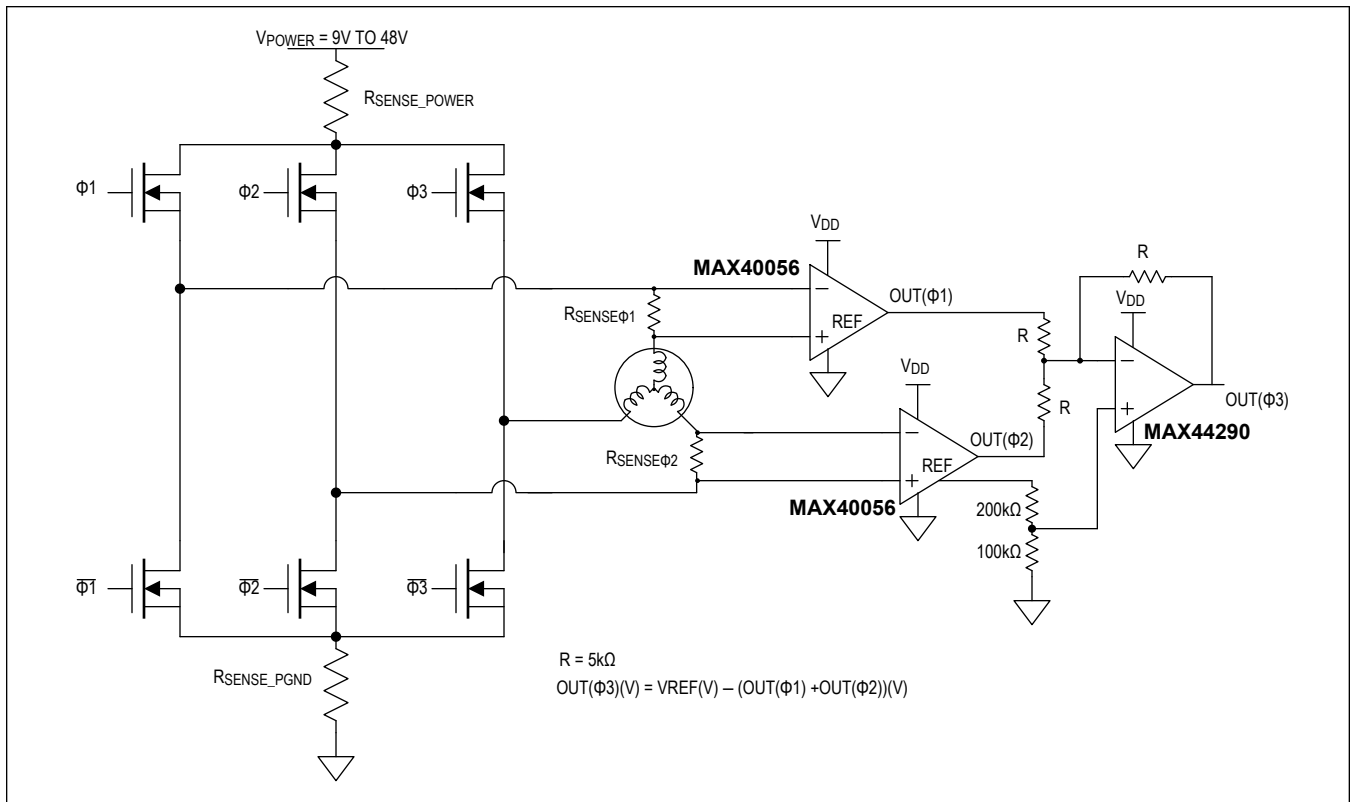 VPOWER = 9V TO 48V
RSENSE_POWER
Φ1
Φ2
Φ3
VDD
R
MAX40056
OUT(Φ1)
VDD
RSENSEΦ1
REF
R
VDD
R
OUT(Φ3)
MAX44290
RSENSEΦ2
REF
OUT(Φ2)
MAX40056
200kΩ
100kΩ
Φ1
Φ2
Φ3
RSENSE_PGND
R = 5kΩ
OUT(Φ3)(V) = VREF(V) – (OUT(Φ1) +OUT(Φ2))(V)